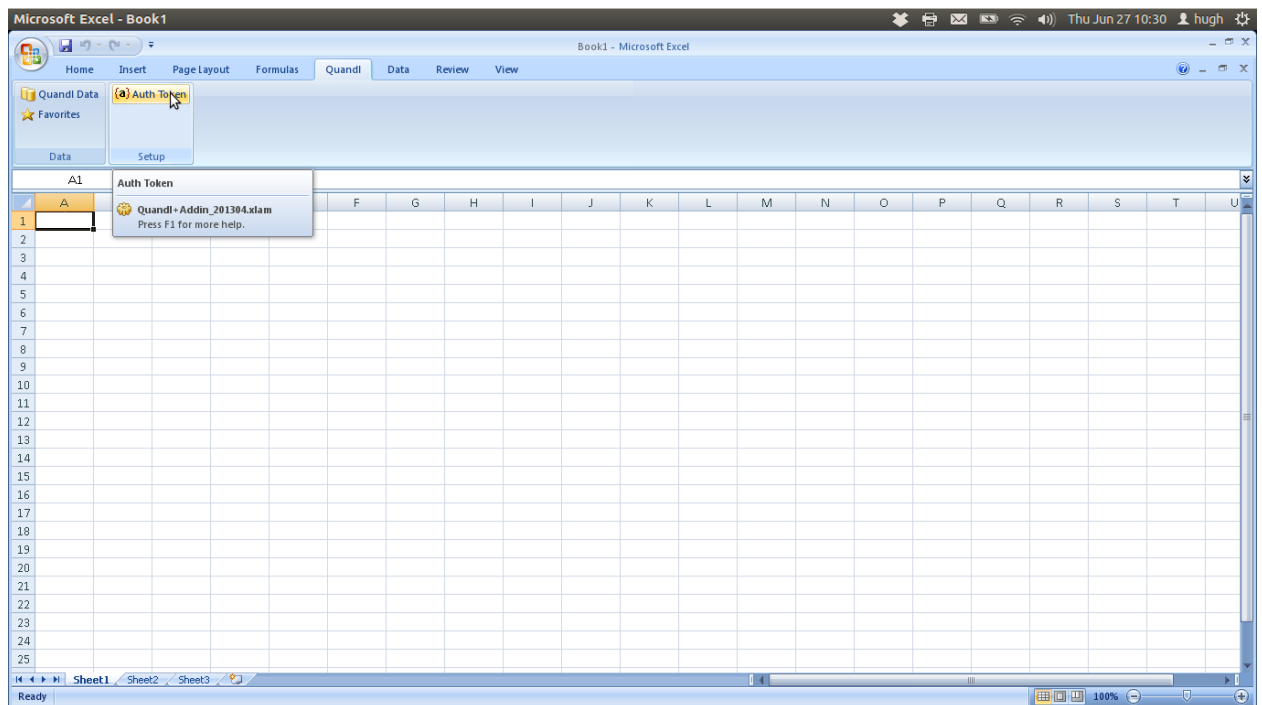 Microsoft Excel - Book1
Thu Jun 27 10:30 hugh
Book1 - Microsoft Excel
Home Insert Page Layout Formulas Quandl Data Review View
Quandl Data {a} Auth Token
Favorites
Data Setup
A1
Auth Token
Quandl+Addin_201304.xlam
Press F1 for more help.
A F G H I J K L M N O P Q R S T U
1
2
3
4
5
6
7
8
9
10
11
12
13
14
15
16
17
18
19
20
21
22
23
24
25
Sheet1 Sheet2 Sheet3
Ready 100%